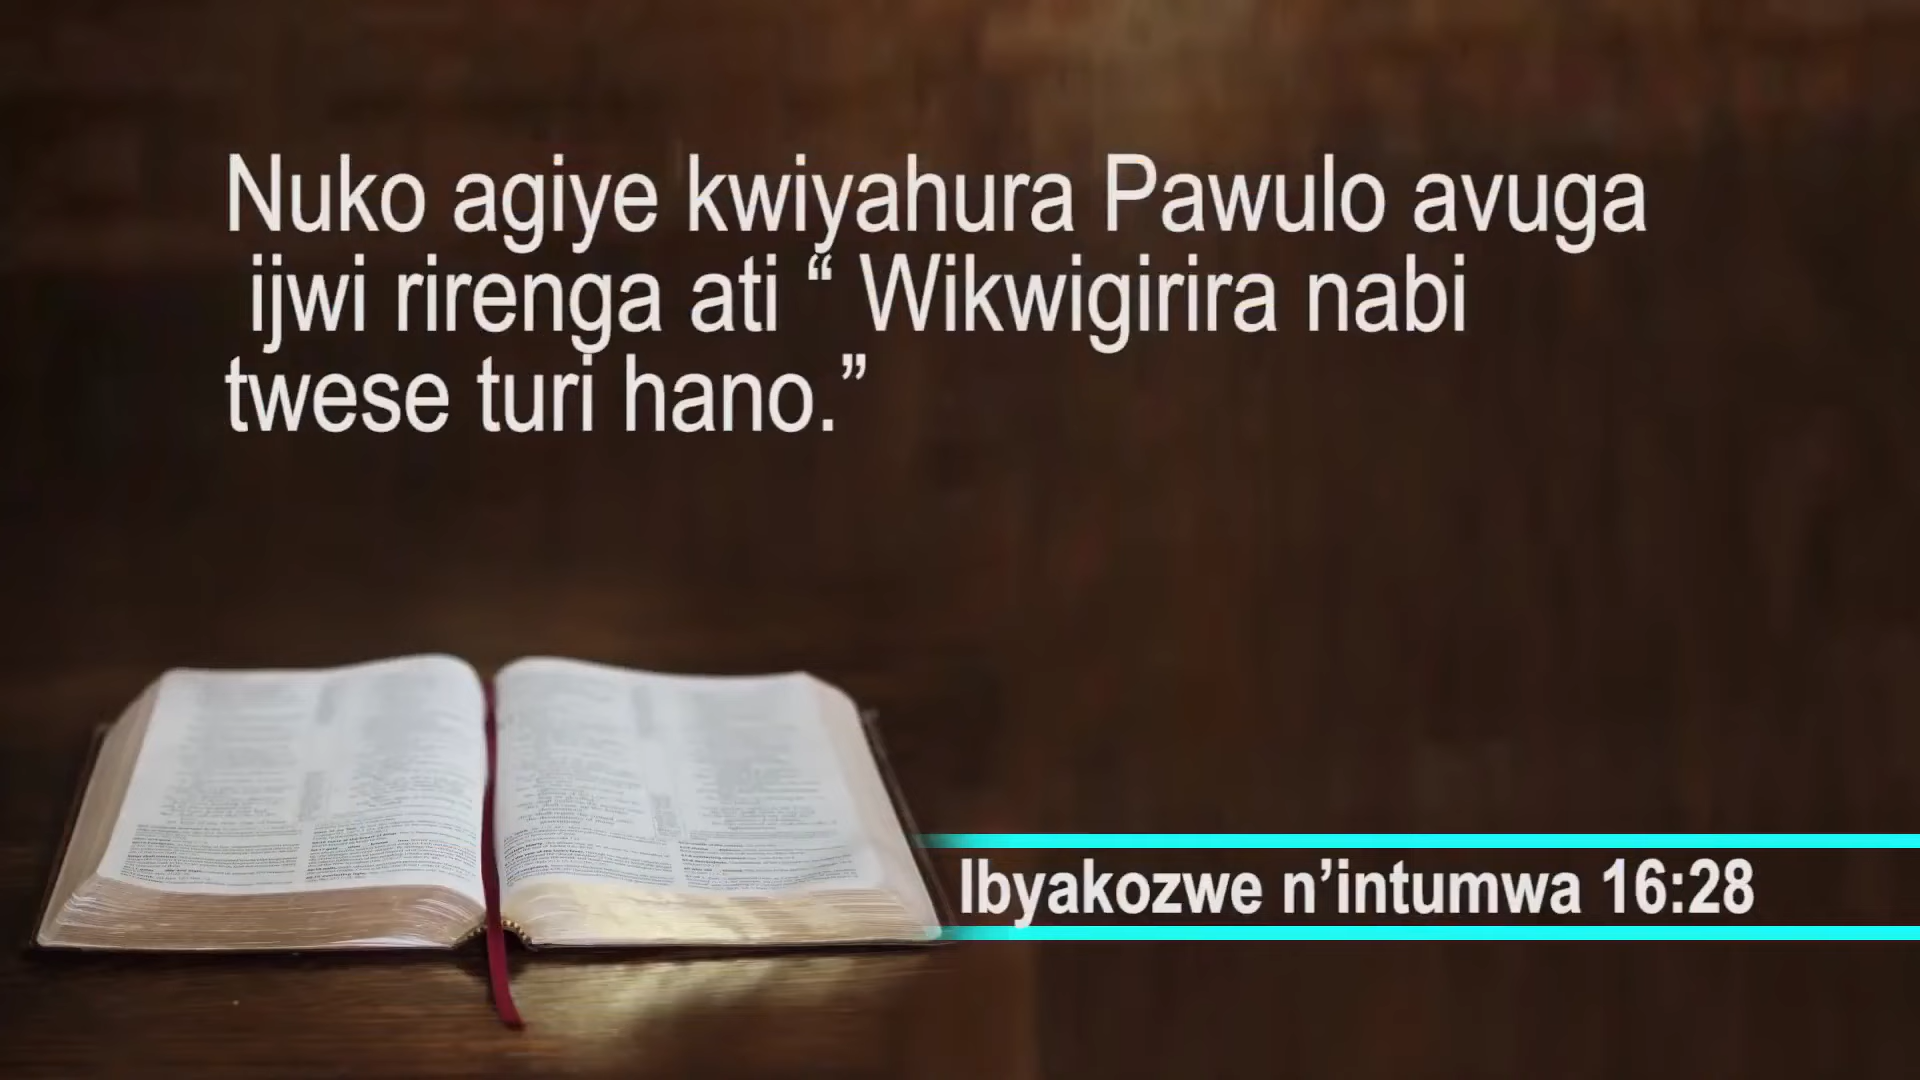 Nuko agiye kwiyahura Pawulo avuga
ijwi rirenga ati “ Wikwigirira nabi
twese turi hano.”
Ibyakozwe n’intumwa 16:28